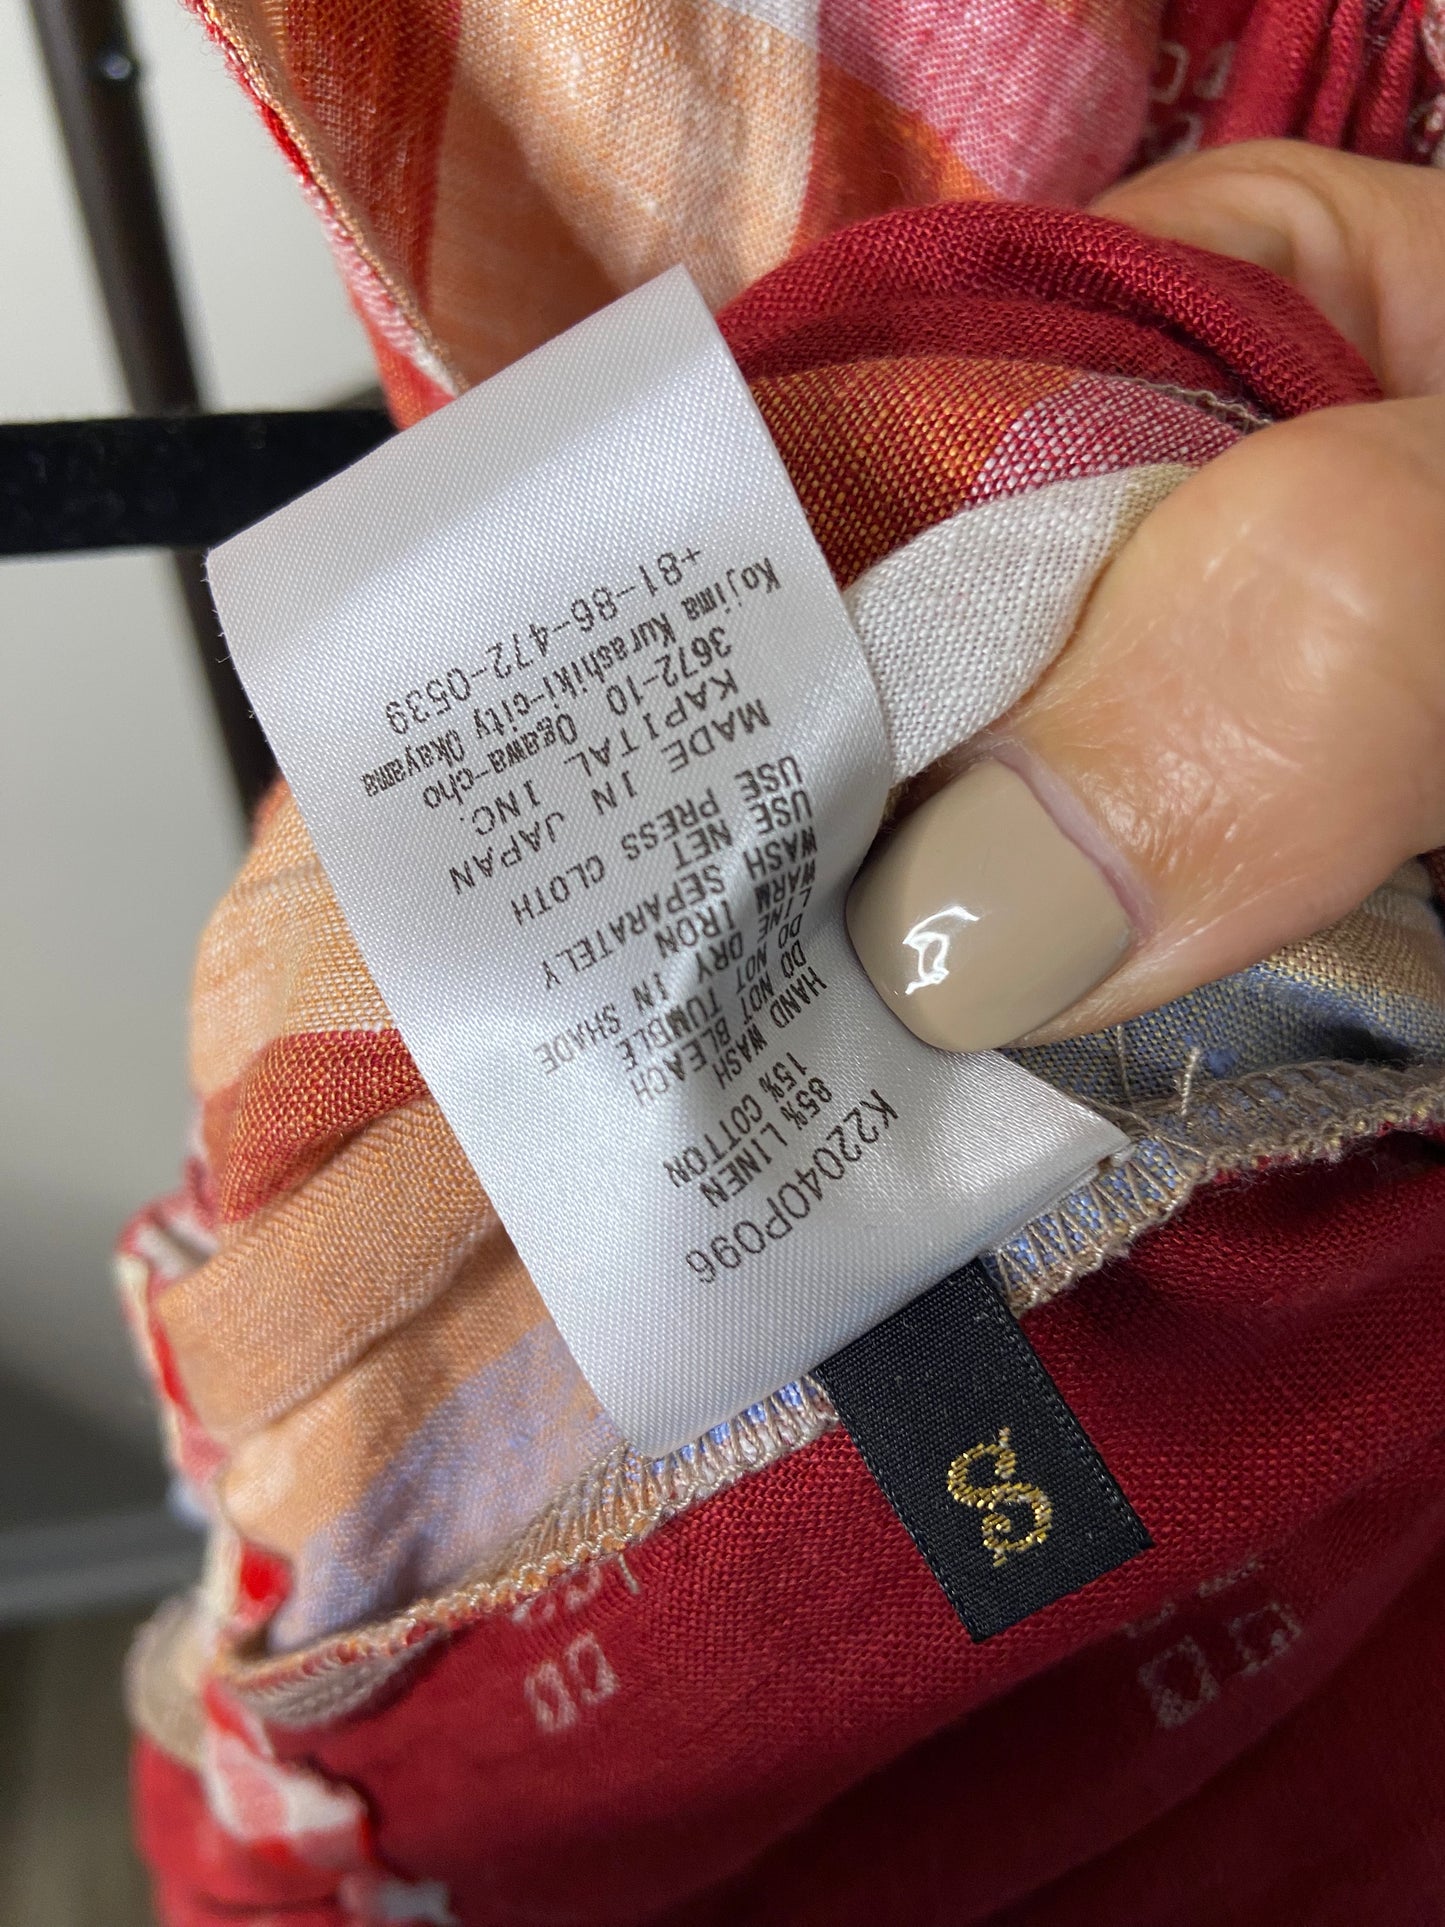 K22040P096
85% LINEN
15% COTTON
HAND WASH
DO NOT BLEACH
DO NOT TUMBLE
LINE DRY IN SHADE
WARM IRON
WASH SEPARATELY
USE NET
USE PRESS CLOTH
MADE IN JAPAN
KAPITAL INC.
3672-10 Ogawa-cho
Kojima Kurashiki-city Okayama
+81-86-472-0539
S